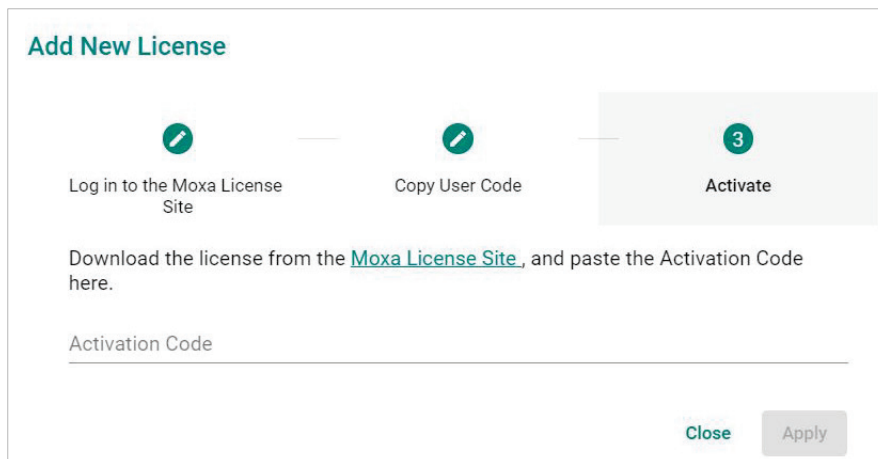 Add New License
3
Log in to the Moxa License
Site
Copy User Code
Activate
Download the license from the Moxa License Site , and paste the Activation Code
here.
Activation Code
Close
Apply